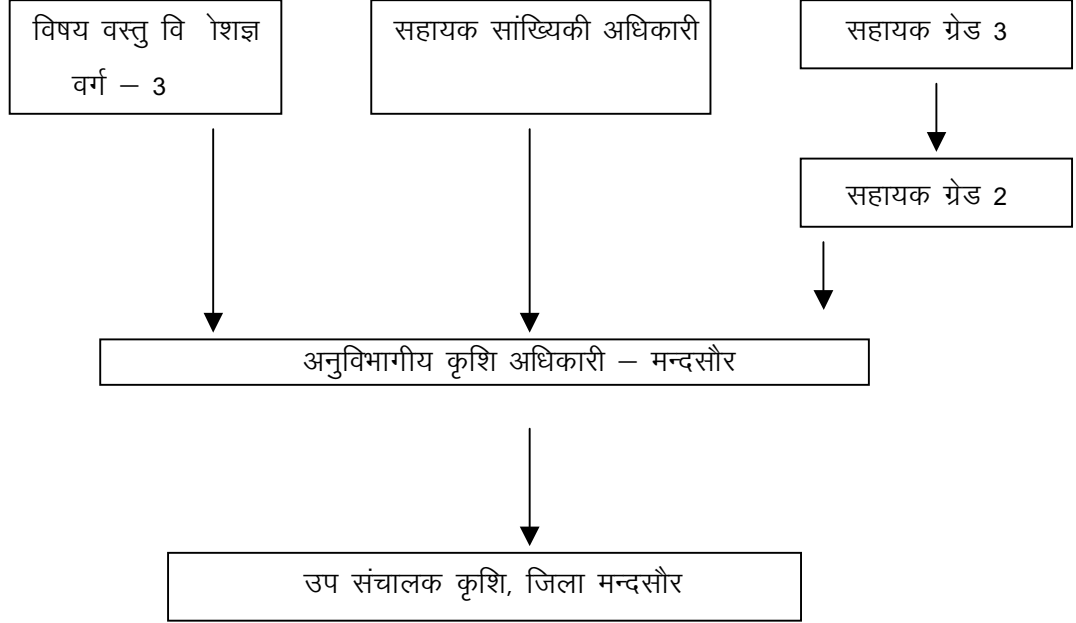 विषय वस्तु वि ोशज्ञ
वर्ग – 3
सहायक सांख्यिकी अधिकारी
सहायक ग्रेड 3
सहायक ग्रेड 2
अनुविभागीय कृशि अधिकारी – मन्दसौर
उप संचालक कृशि, जिला मन्दसौर